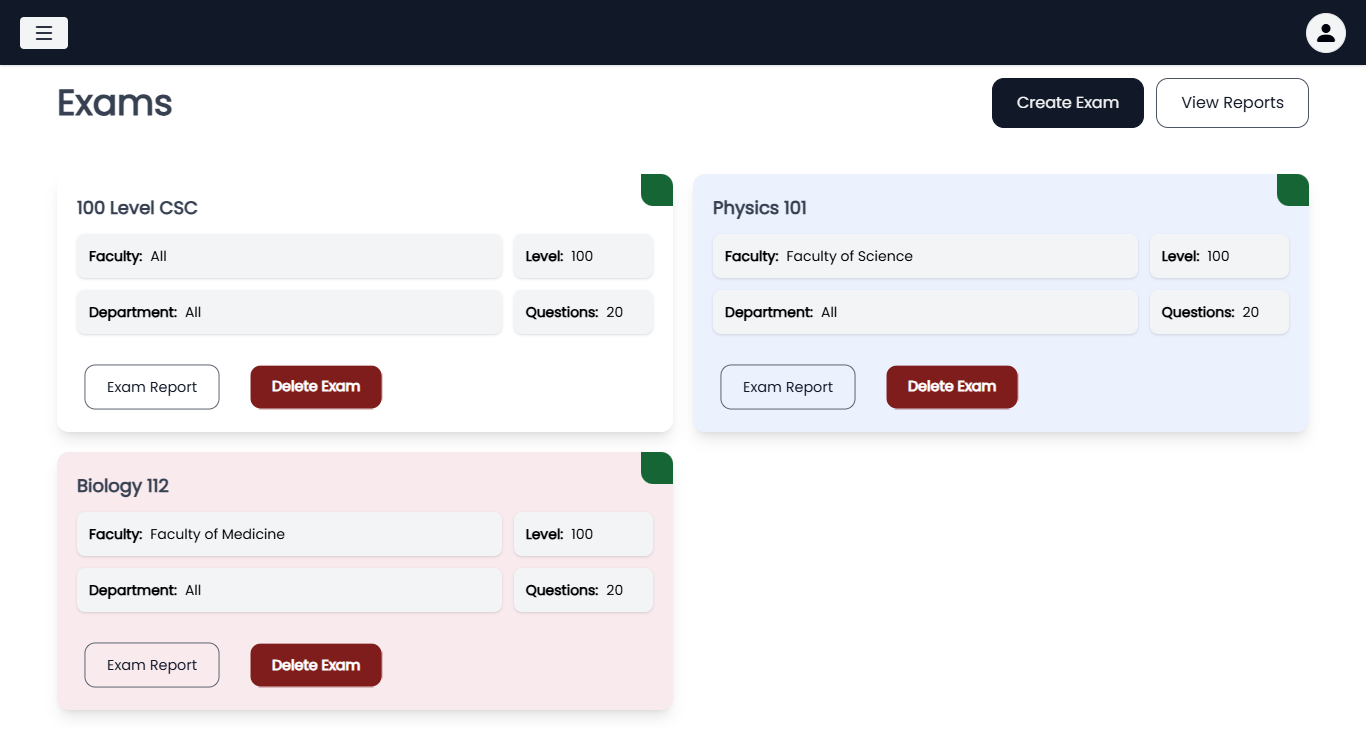 Exams
Create Exam
View Reports
100 Level CSC
Faculty: All
Level: 100
Department: All
Questions: 20
Exam Report
Delete Exam
Physics 101
Faculty: Faculty of Science
Level: 100
Department: All
Questions: 20
Exam Report
Delete Exam
Biology 112
Faculty: Faculty of Medicine
Level: 100
Department: All
Questions: 20
Exam Report
Delete Exam